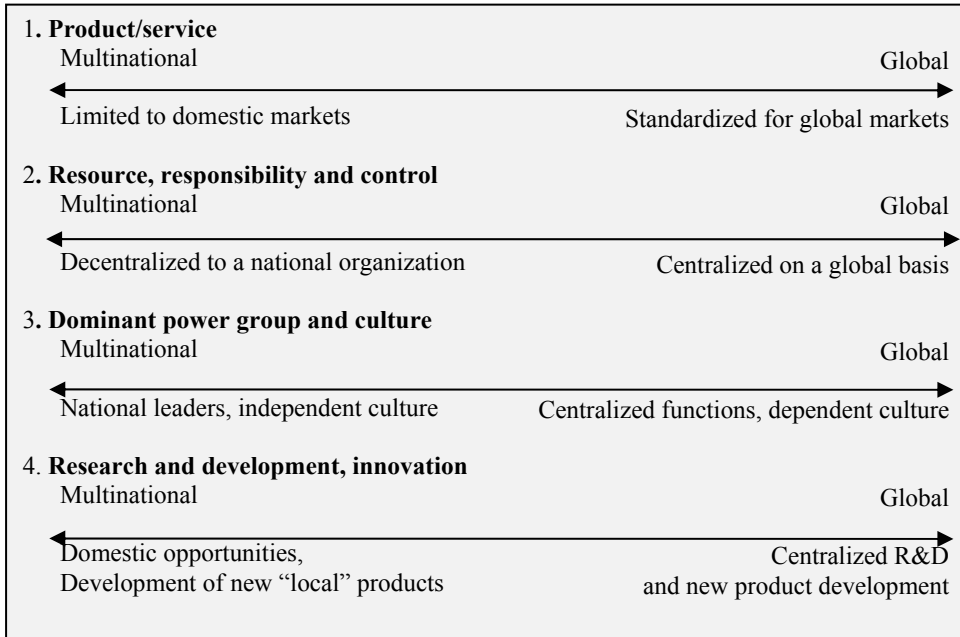 1. Product/service
Multinational
Global
Limited to domestic markets
Standardized for global markets
2. Resource, responsibility and control
Multinational
Global
Decentralized to a national organization
Centralized on a global basis
3. Dominant power group and culture
Multinational
Global
National leaders, independent culture
Centralized functions, dependent culture
4. Research and development, innovation
Multinational
Global
Domestic opportunities,
Development of new “local” products
Centralized R&D
and new product development